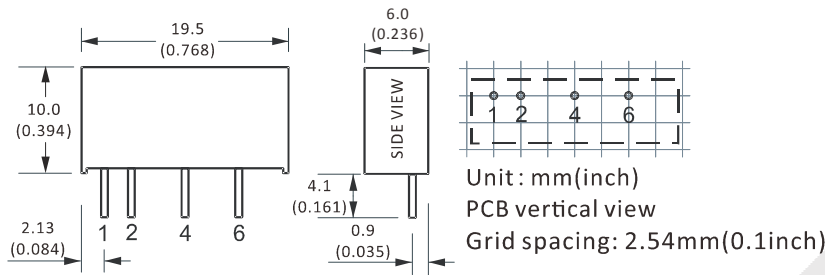 19.5
(0.768)
10.0
(0.394)
2.13
(0.084)
1 2 4 6
6.0
(0.236)
SIDE VIEW
4.1
(0.161)
0.9
(0.035)
1 2 4 6
Unit: mm(inch)
PCB vertical view
Grid spacing: 2.54mm(0.1inch)